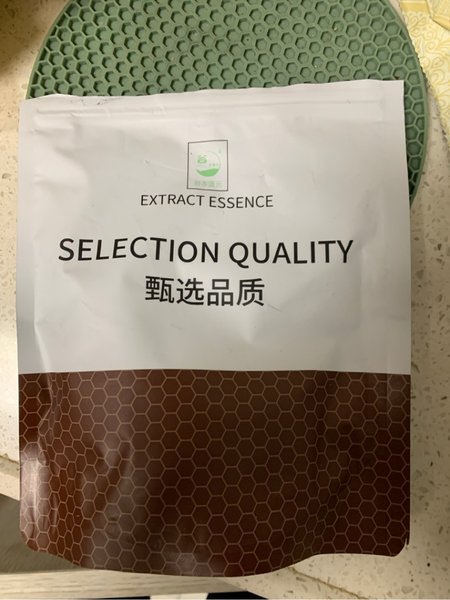 EXTRACT ESSENCE
SELECTION QUALITY
甄选品质